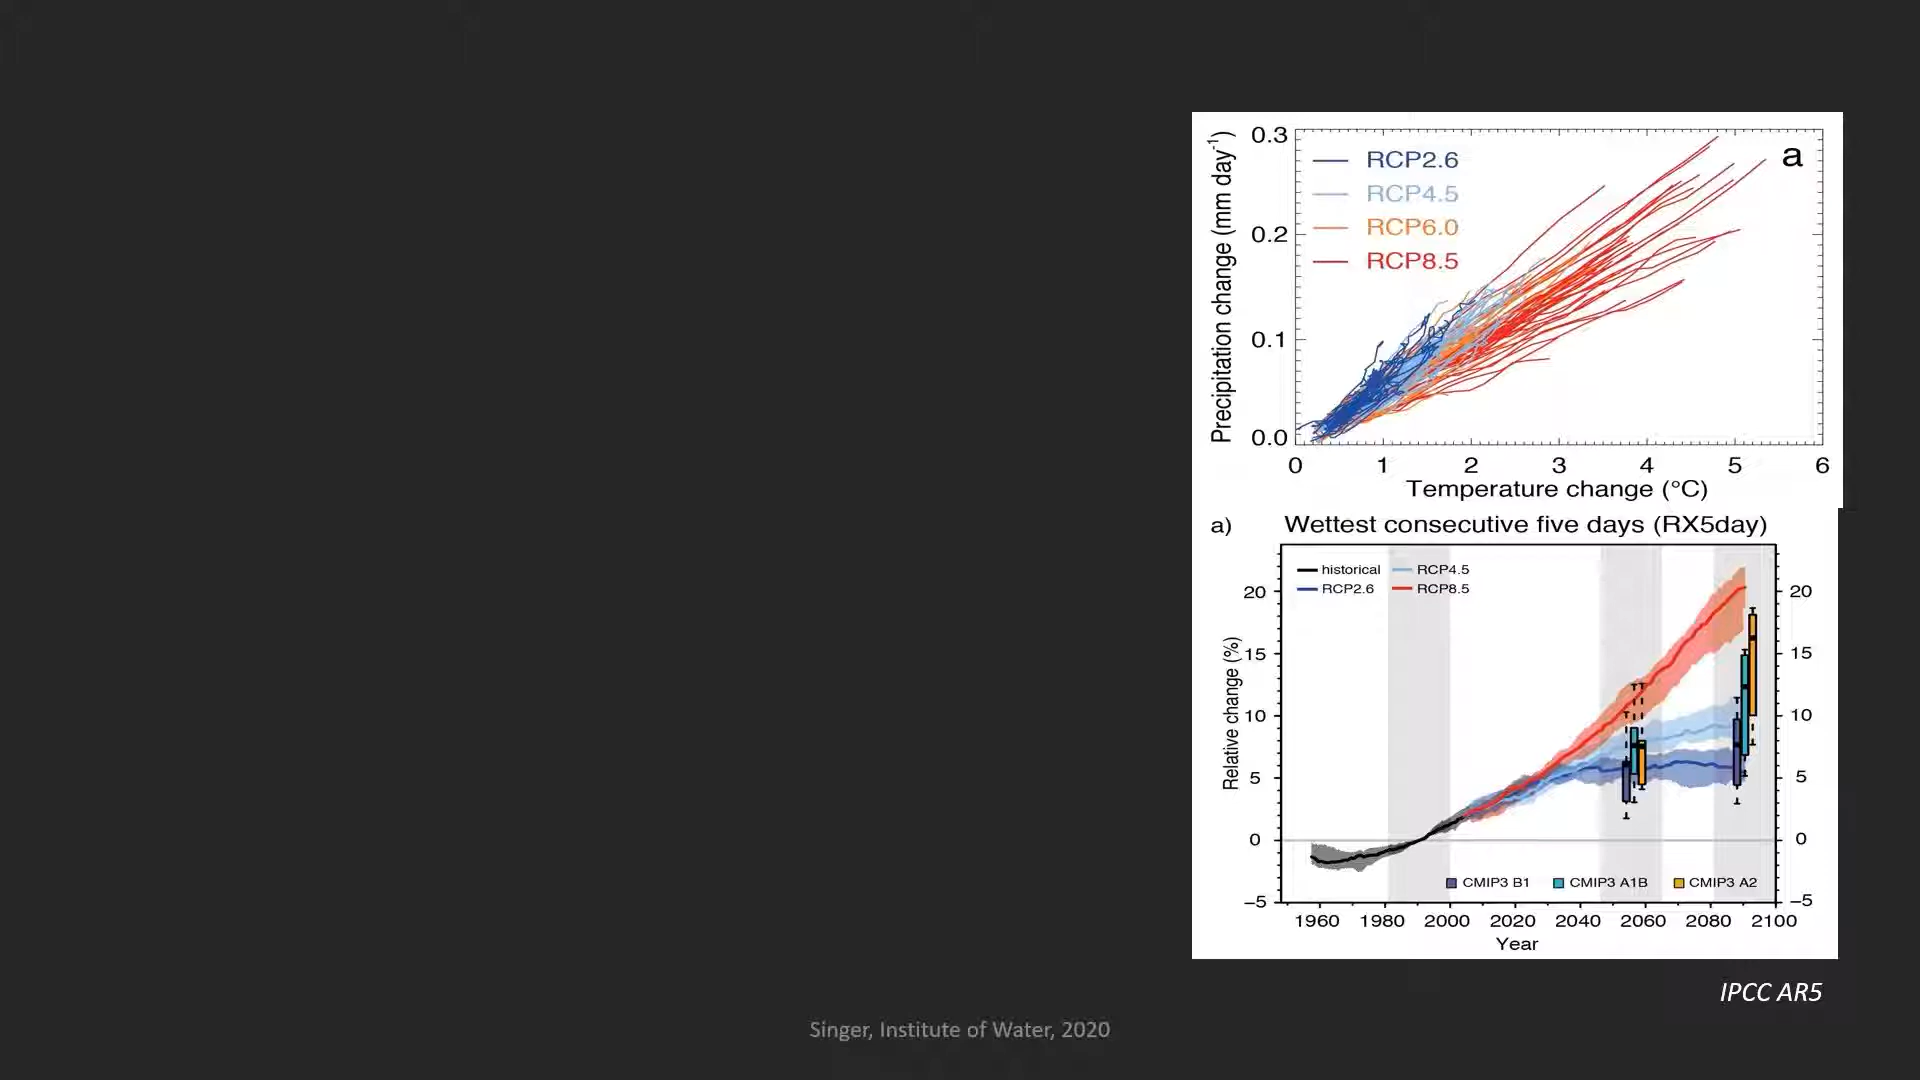 Precipitation change (mm day-1)
0.3
0.2
0.1
0.0
RCP2.6
RCP4.5
RCP6.0
RCP8.5
a
0 1 2 3 4 5 6
Temperature change (°C)
a) Wettest consecutive five days (RX5day)
historical RCP4.5
RCP2.6 RCP8.5
Relative change (%)
20 20
15 15
10 10
5 5
0 0
CMIP3 B1 CMIP3 A1B CMIP3 A2
−5 −5
1960 1980 2000 2020 2040 2060 2080 2100
Year
IPCC AR5
Singer, Institute of Water, 2020